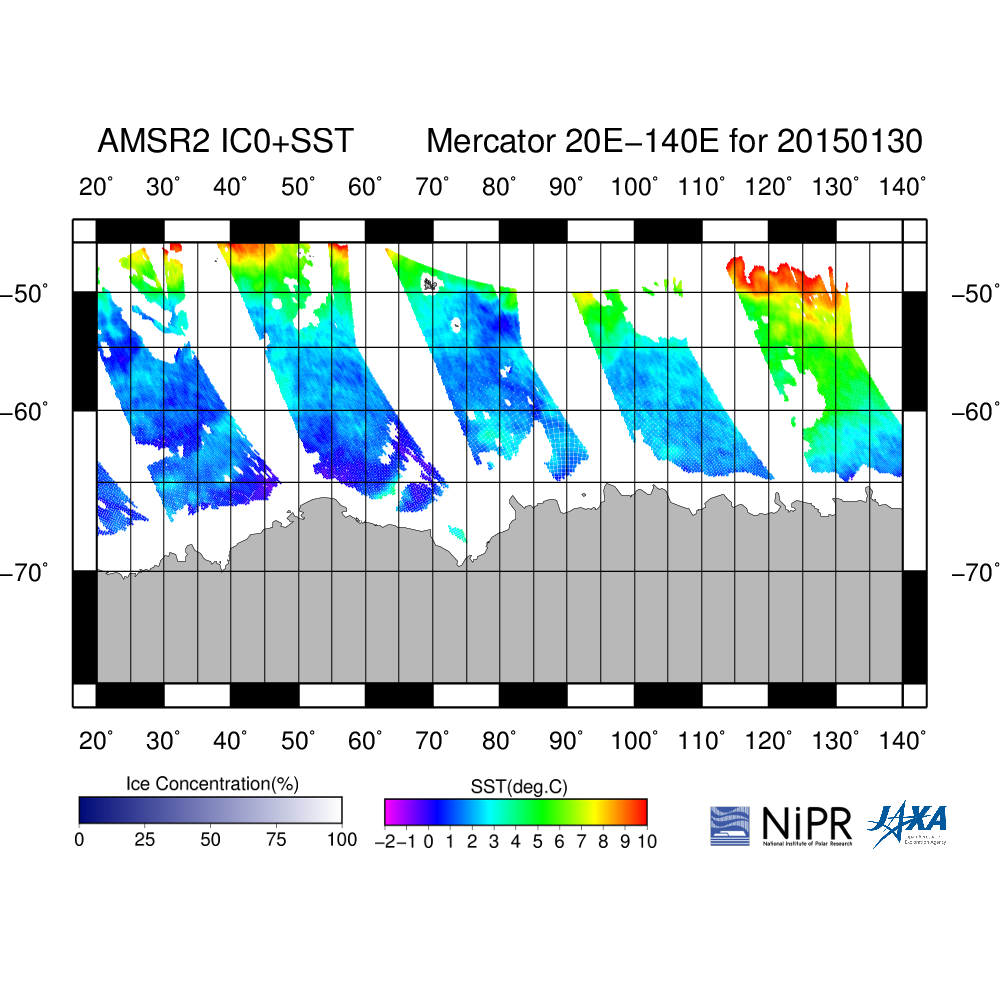 AMSR2 IC0+SST Mercator 20E−140E for 20150130
20° 30° 40° 50° 60° 70° 80° 90° 100° 110° 120° 130° 140°
−50° −50°
−60° −60°
−70° −70°
20° 30° 40° 50° 60° 70° 80° 90° 100° 110° 120° 130° 140°
Ice Concentration(%)
0 25 50 75 100
SST(deg.C)
−2 −1 0 1 2 3 4 5 6 7 8 9 10
NiPR
National Institute of Polar Research
JAXA
Exploration Agency